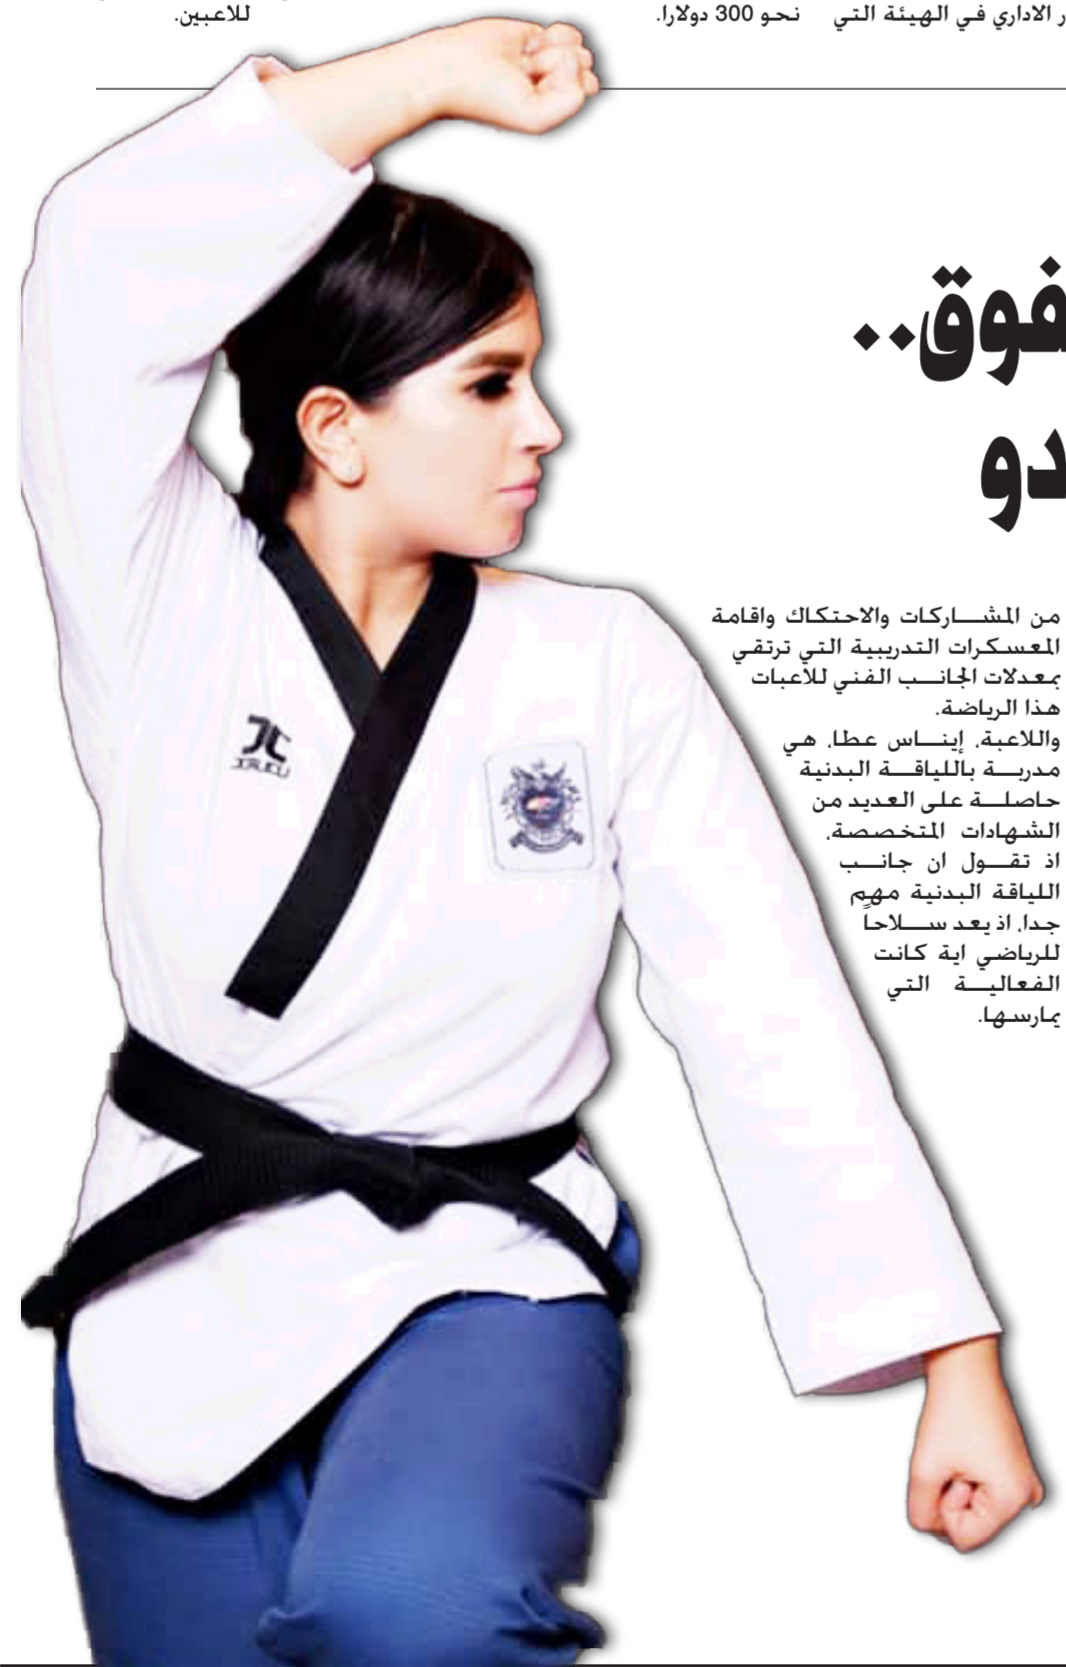 ر الاداري في الهيئة التي
نحو 300 دولارا.
للاعبين.
فوق..
دو
من المشـــاركات والاحتكاك واقامة
المعسكرات التدريبية التي ترتقي
بمعدلات الجانـــب الفني للاعبات
هذا الرياضة.
واللاعبة، إينـــاس عطا، هي
مدربـــة باللياقـــة البدنية
حاصلـــة على العديد من
الشهادات المتخصصة،
اذ تقـــول ان جانـــب
اللياقة البدنية مهم
جدا، اذ يعد ســـلاحاً
للرياضي اية كانت
الفعاليـــة التي
يمارسها.